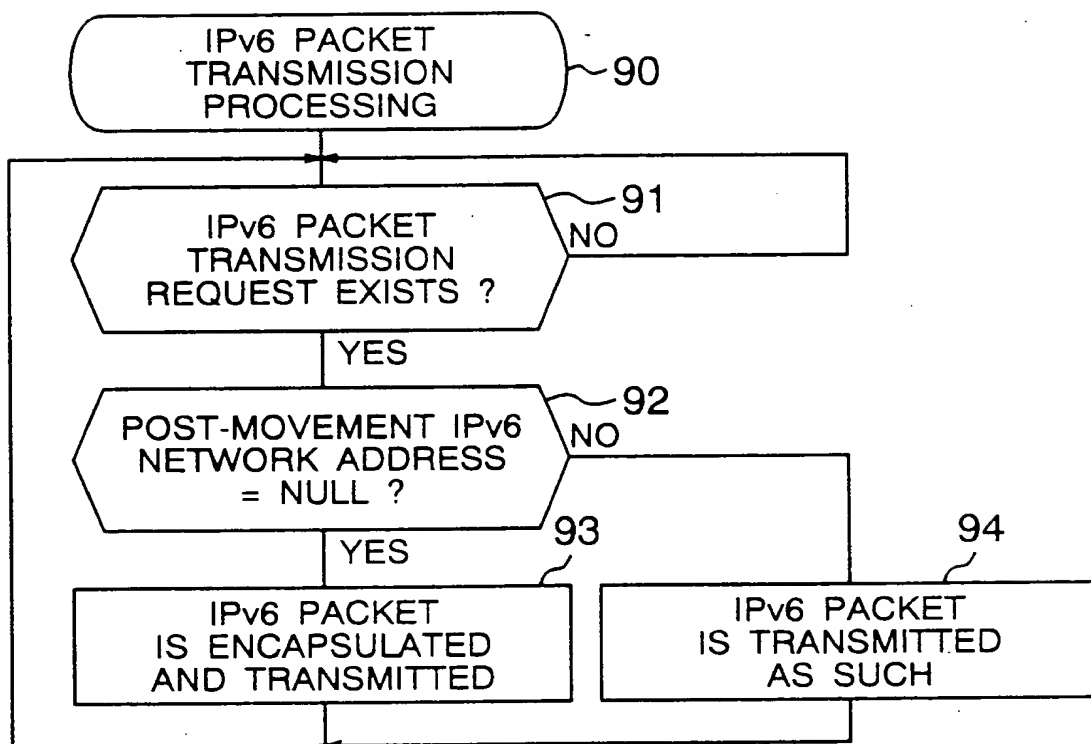 IPv6 PACKET
TRANSMISSION
PROCESSING
90
91
IPv6 PACKET
TRANSMISSION
REQUEST EXISTS ?
NO
YES
92
POST-MOVEMENT IPv6
NETWORK ADDRESS
= NULL ?
NO
YES
93
IPv6 PACKET
IS ENCAPSULATED
AND TRANSMITTED
94
IPv6 PACKET
IS TRANSMITTED
AS SUCH